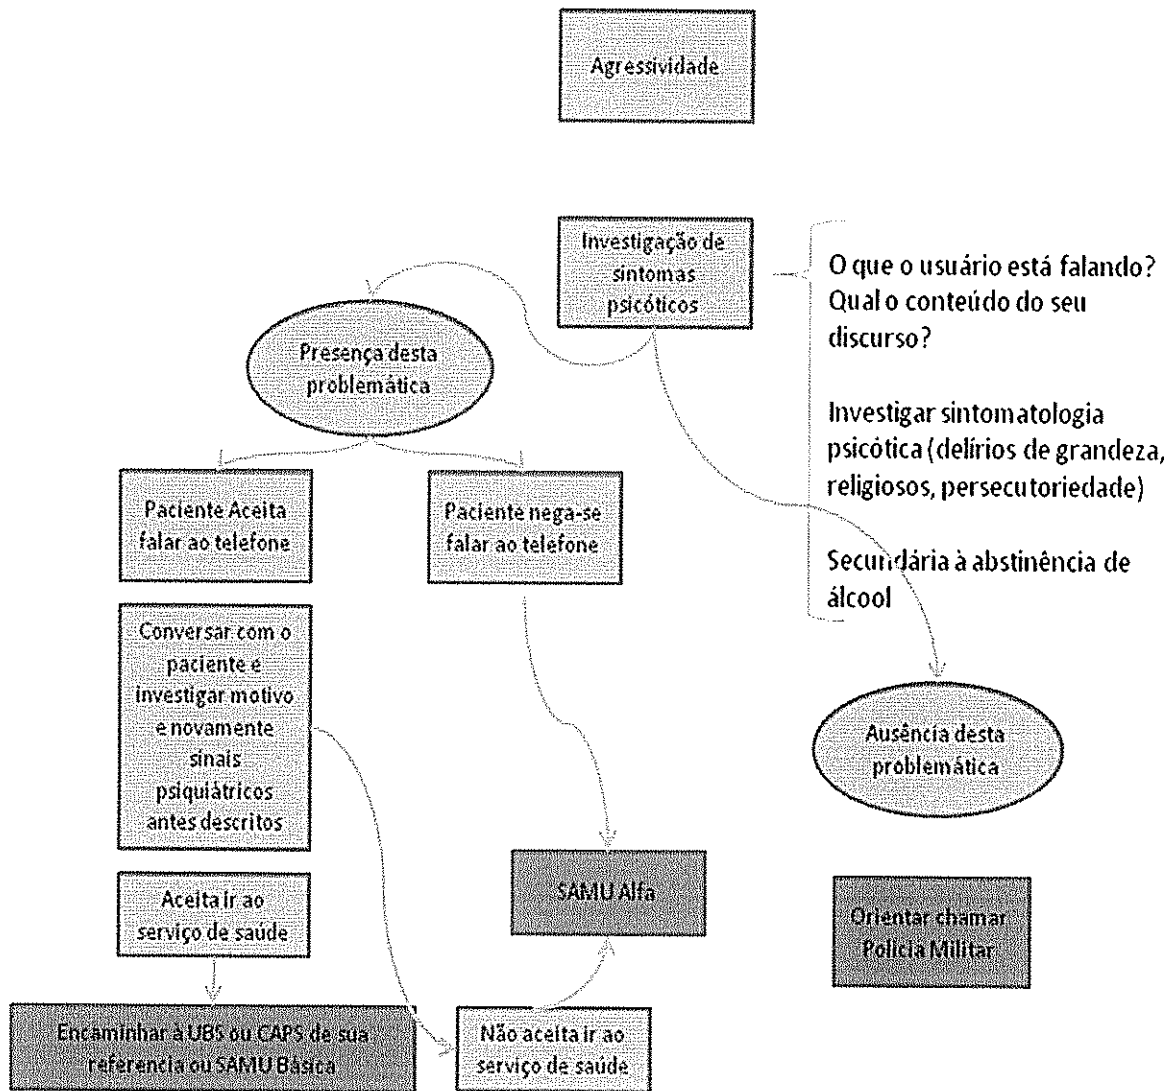 Agressividade
Investigação de
sintomas
psicóticos
O que o usuário está falando?
Qual o conteúdo do seu
discurso?
Investigar sintomatologia
psicótica (delírios de grandeza,
religiosos, persecutoriedade)
Secundária à abstinência de
álcool
Presença desta
problemática
Paciente Aceita
falar ao telefone
Paciente nega-se
falar ao telefone
Conversar com o
paciente e
investigar motivo
e novamente
sinais
psiquiátricos
antes descritos
Ausência desta
problemática
SAMU Alfa
Aceita ir ao
serviço de saúde
Orientar chamar
Polícia Militar
Encaminhar à UBS ou CAPS de sua
referencia ou SAMU Básica
Não aceita ir ao
serviço de saúde